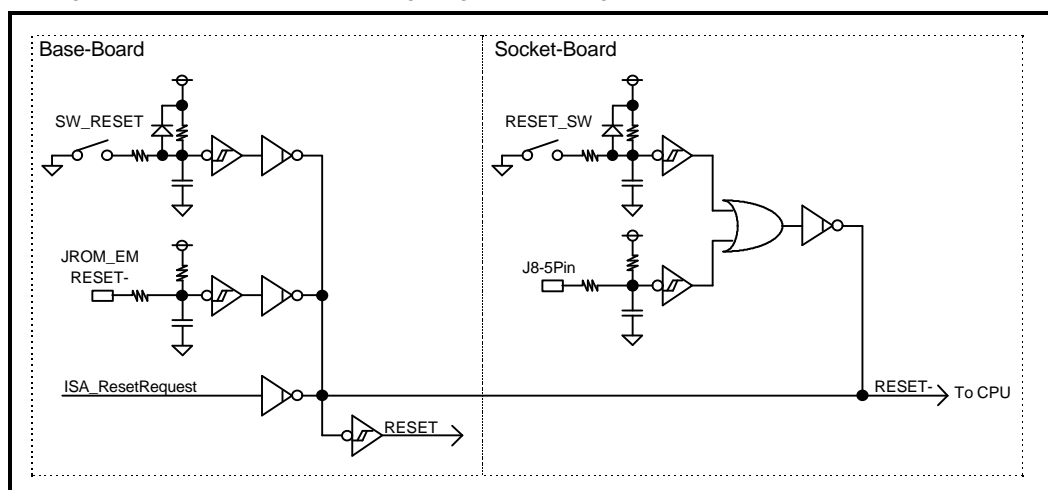 Base-Board
Socket-Board
SW_RESET
RESET_SW
JROM_EM
RESET-
J8-5Pin
ISA_ResetRequest
RESET-
To CPU
RESET